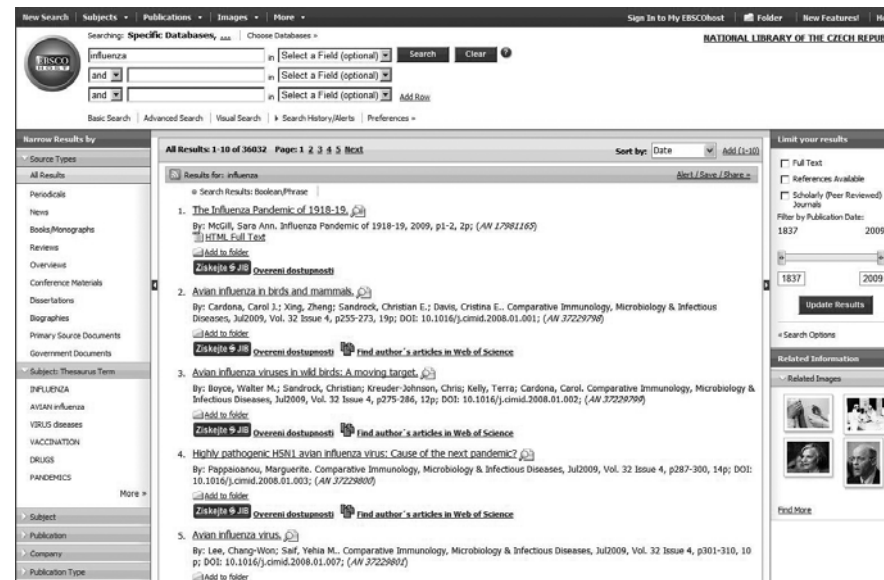 New Search | Subjects | Publications | Images | More
Sign In to My EBSCOhost | Folder | New Features!
Searching: Specific Databases, ... | Choose Databases »
NATIONAL LIBRARY OF THE CZECH REPUB
EBSCO
HOST
influenza in Select a Field (optional) Search Clear ?
and in Select a Field (optional)
and in Select a Field (optional) Add Row
Basic Search | Advanced Search | Visual Search | Search History/Alerts | Preferences »
Narrow Results by
Source Types
All Results
Periodicals
News
Books/Monographs
Reviews
Overviews
Conference Materials
Dissertations
Biographies
Primary Source Documents
Government Documents
Subject: Thesaurus Term
INFLUENZA
AVIAN influenza
VIRUS diseases
VACCINATION
DRUGS
PANDEMICS
More »
Subject
Publication
Company
Publication Type
All Results: 1-10 of 36032 Page: 1 2 3 4 5 Next
Sort by: Date Add (1-10)
Results for: influenza
Alert / Save / Share »
Search Results: Boolean/Phrase
1. The Influenza Pandemic of 1918-19.
By: McGill, Sara Ann. Influenza Pandemic of 1918-19, 2009, p1-2, 2p; (AN 17981165)
HTML Full Text
Add to folder
Získejte JIB Overeni dostupnosti
2. Avian influenza in birds and mammals.
By: Cardona, Carol J.; Xing, Zheng; Sandrock, Christian E.; Davis, Cristina E.. Comparative Immunology, Microbiology & Infectious
Diseases, Jul2009, Vol. 32 Issue 4, p255-273, 19p; DOI: 10.1016/j.cimid.2008.01.001; (AN 37229798)
Add to folder
Získejte JIB Overeni dostupnosti Find author´s articles in Web of Science
3. Avian influenza viruses in wild birds: A moving target.
By: Boyce, Walter M.; Sandrock, Christian; Kreuder-Johnson, Chris; Kelly, Terra; Cardona, Carol. Comparative Immunology, Microbiology &
Infectious Diseases, Jul2009, Vol. 32 Issue 4, p275-286, 12p; DOI: 10.1016/j.cimid.2008.01.002; (AN 37229799)
Add to folder
Získejte JIB Overeni dostupnosti Find author´s articles in Web of Science
4. Highly pathogenic H5N1 avian influenza virus: Cause of the next pandemic?
By: Pappaioanou, Marguerite. Comparative Immunology, Microbiology & Infectious Diseases, Jul2009, Vol. 32 Issue 4, p287-300, 14p; DOI:
10.1016/j.cimid.2008.01.003; (AN 37229800)
Add to folder
Získejte JIB Overeni dostupnosti Find author´s articles in Web of Science
5. Avian influenza virus.
By: Lee, Chang-Won; Saif, Yehia M.. Comparative Immunology, Microbiology & Infectious Diseases, Jul2009, Vol. 32 Issue 4, p301-310, 10
p; DOI: 10.1016/j.cimid.2008.01.007; (AN 37229801)
Add to folder
Limit your results
Full Text
References Available
Scholarly (Peer Reviewed)
Journals
Filter by Publication Date:
1837 2009
1837 2009
Update Results
Search Options
Related Information
Related Images
Find More